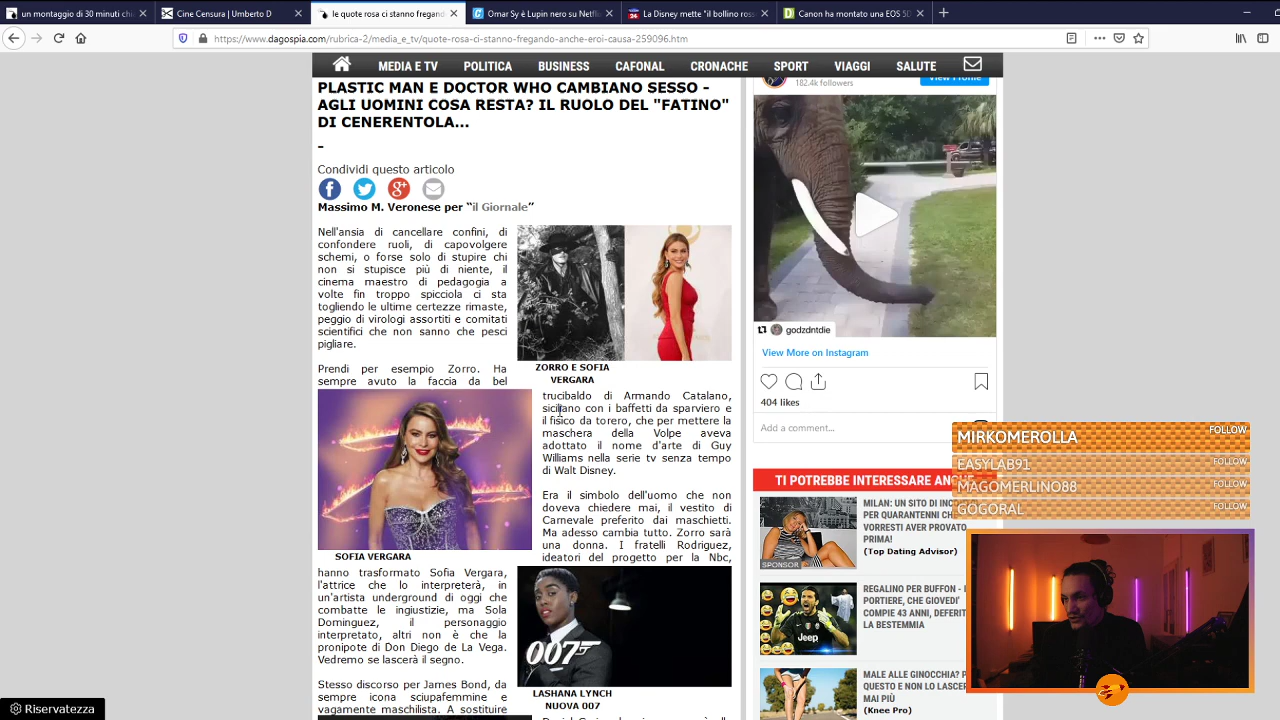 un montaggio di 30 minuti chi
Cine Censura | Umberto D
le quote rosa ci stanno fregand
Omar Sy è Lupin nero su Netfli
La Disney mette "il bollino ros
Canon ha montato una EOS 5D
https://www.dagospia.com/rubrica-2/media_e_tv/quote-rosa-ci-stanno-fregando-anche-eroi-causa-259096.htm
MEDIA E TV
POLITICA
BUSINESS
CAFONAL
CRONACHE
SPORT
VIAGGI
SALUTE
PLASTIC MAN E DOCTOR WHO CAMBIANO SESSO -
AGLI UOMINI COSA RESTA? IL RUOLO DEL "FATINO"
DI CENERENTOLA...
-
Condividi questo articolo
Massimo M. Veronese per “il Giornale”
Nell'ansia di cancellare confini, di
confondere ruoli, di capovolgere
schemi, o forse solo di stupire chi
non si stupisce più di niente, il
cinema maestro di pedagogia a
volte fin troppo spicciola ci sta
togliendo le ultime certezze rimaste,
peggio di virologi assortiti e comitati
scientifici che non sanno che pesci
pigliare.
ZORRO E SOFIA
VERGARA
Prendi per esempio Zorro. Ha
sempre avuto la faccia da bel
trucibaldo di Armando Catalano,
siciliano con i baffetti da sparviero e
il fisico da torero, che per mettere la
maschera della Volpe aveva
adottato il nome d'arte di Guy
Williams nella serie tv senza tempo
di Walt Disney.
Era il simbolo dell'uomo che non
doveva chiedere mai, il vestito di
Carnevale preferito dai maschietti.
Ma adesso cambia tutto. Zorro sarà
una donna. I fratelli Rodriguez,
ideatori del progetto per la Nbc,
SOFIA VERGARA
hanno trasformato Sofia Vergara,
l'attrice che lo interpreterà, in
un'artista underground di oggi che
combatte le ingiustizie, ma Sola
Dominguez, il personaggio
interpretato, altri non è che la
pronipote di Don Diego de La Vega.
Vedremo se lascerà il segno.
007
LASHANA LYNCH
NUOVA 007
Stesso discorso per James Bond, da
sempre icona sciupafemmine e
vagamente maschilista. A sostituire
182.4k followers
View Profile
godzdntdie
View More on Instagram
404 likes
Add a comment...
TI POTREBBE INTERESSARE ANCHE
MILAN: UN SITO DI INC
PER QUARANTENNI CH
VORRESTI AVER PROVATO
PRIMA!
(Top Dating Advisor)
SPONSOR
REGALINO PER BUFFON - I
PORTIERE, CHE GIOVEDI'
COMPIE 43 ANNI, DEFERIT
LA BESTEMMIA
Jeep
MALE ALLE GINOCCHIA? P
QUESTO E NON LO LASCER
MAI PIÙ
(Knee Pro)
MIRKOMEROLLA FOLLOW
EASYLAB91 FOLLOW
MAGOMERLINO88 FOLLOW
GOGORAL FOLLOW
Riservatezza